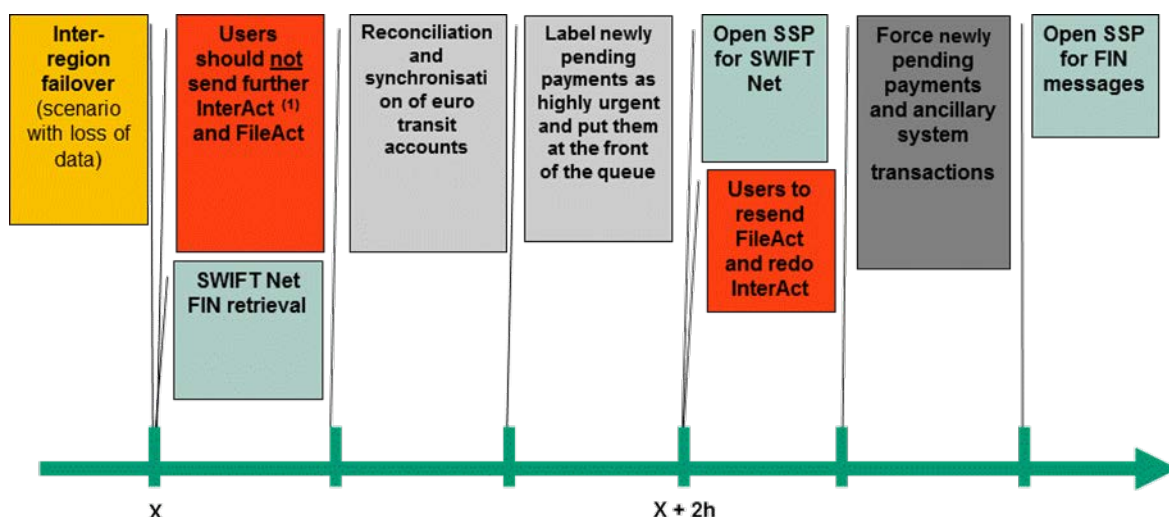 Inter-
region
failover
(scenario
with loss of
data)
Users
should not
send further
InterAct (1)
and FileAct
SWIFT Net
FIN retrieval
Reconciliation
and
synchronisati
on of euro
transit
accounts
Label newly
pending
payments as
highly urgent
and put them
at the front
of the queue
Open SSP
for SWIFT
Net
Users to
resend
FileAct
and redo
InterAct
Force newly
pending
payments
and ancillary
system
transactions
Open SSP
for FIN
messages
X
X + 2h